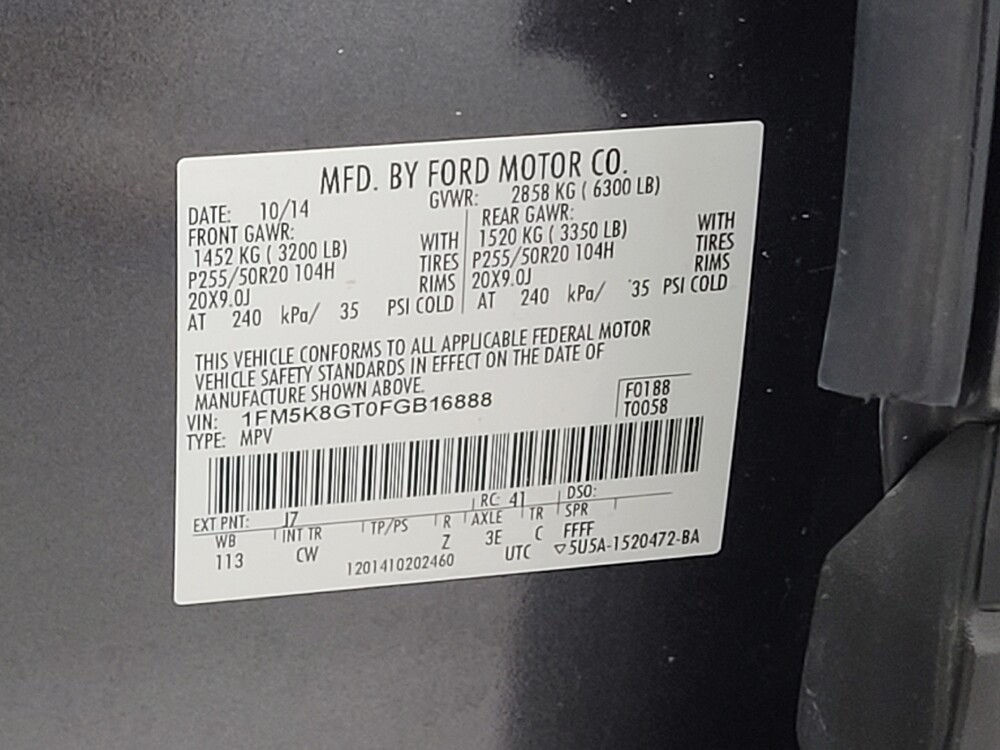 MFD. BY FORD MOTOR CO.
DATE: 10/14 GVWR: 2858 KG ( 6300 LB)
FRONT GAWR: REAR GAWR:
1452 KG ( 3200 LB) WITH 1520 KG ( 3350 LB) WITH
P255/50R20 104H TIRES P255/50R20 104H TIRES
20X9.0J RIMS 20X9.0J RIMS
AT 240 kPa/ 35 PSI COLD AT 240 kPa/ 35 PSI COLD
THIS VEHICLE CONFORMS TO ALL APPLICABLE FEDERAL MOTOR
VEHICLE SAFETY STANDARDS IN EFFECT ON THE DATE OF
MANUFACTURE SHOWN ABOVE.
VIN: 1FM5K8GT0FGB16888 F0188
TYPE: MPV T0058
EXT PNT: J7 RC: 41 DSO:
WB INT TR TP/PS R AXLE TR SPR
113 CW Z 3E C FFFF
1201410202460 UTC ▽5U5A-1520472-BA